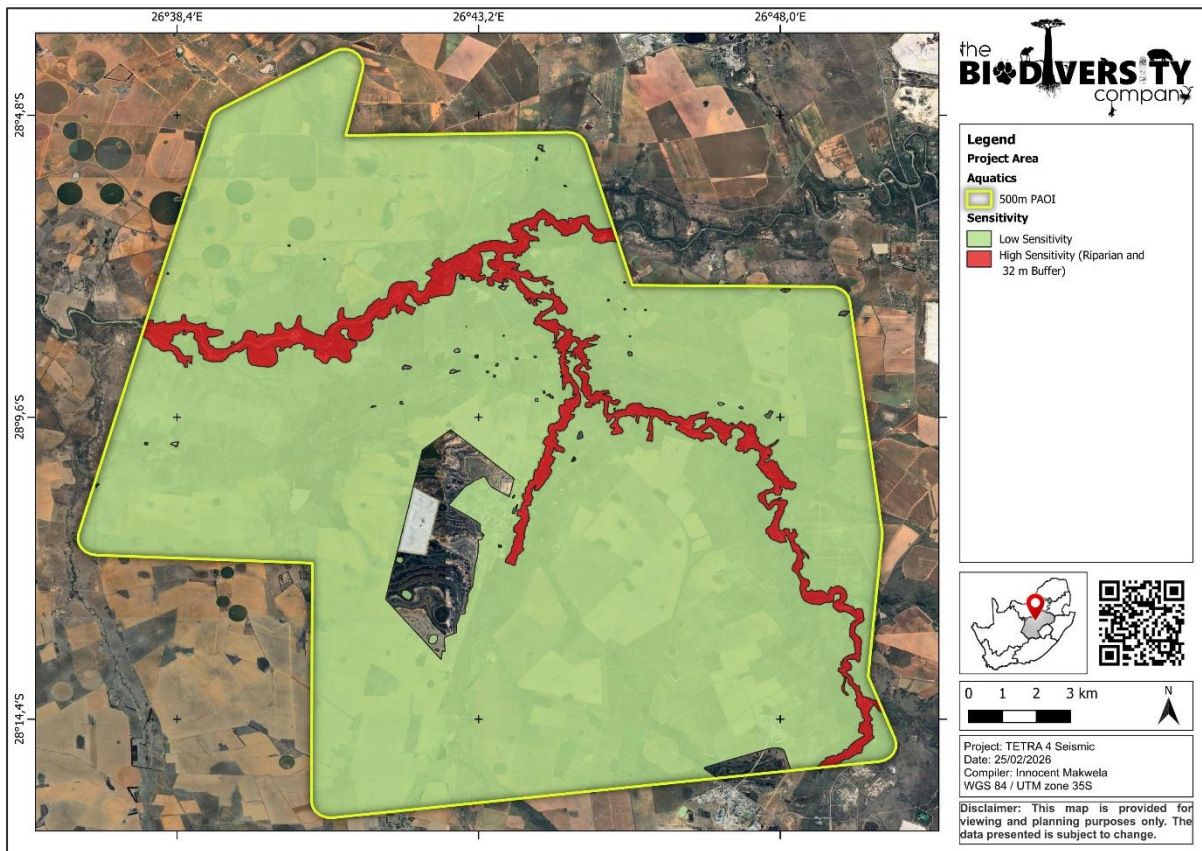 26°38,4'E 26°43,2'E 26°48,0'E
28°4,8'S
28°9,6'S
28°14,4'S
the
BIODIVERSITY
company
Legend
Project Area
Aquatics
500m PAOI
Sensitivity
Low Sensitivity
High Sensitivity (Riparian and
32 m Buffer)
0 1 2 3 km
N
Project: TETRA 4 Seismic
Date: 25/02/2026
Compiler: Innocent Makwela
WGS 84 / UTM zone 35S
Disclaimer: This map is provided for
viewing and planning purposes only. The
data presented is subject to change.